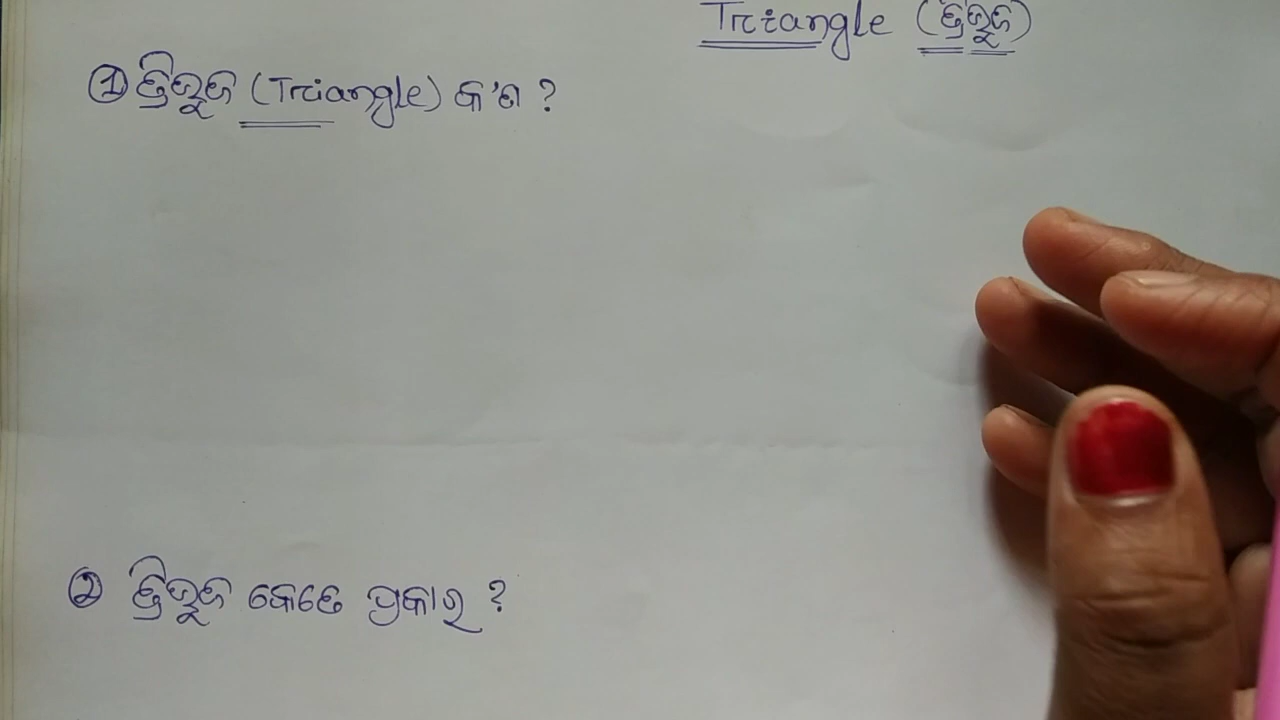 Triangle (ତ୍ରିଭୂଜ)
① ତ୍ରିଭୂଜ (Triangle) କ'ଣ ?
② ତ୍ରିଭୂଜ କେତେ ପ୍ରକାର ?